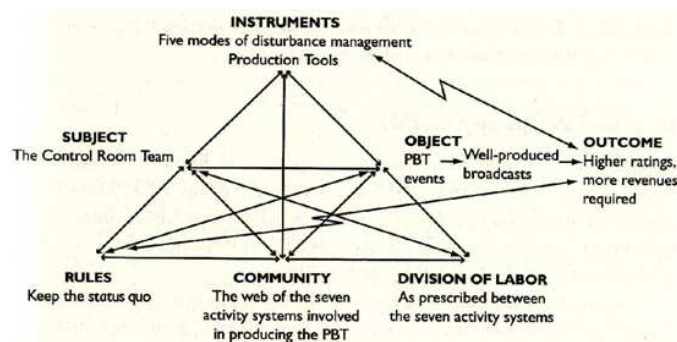 INSTRUMENTS
Five modes of disturbance management
Production Tools
SUBJECT
The Control Room Team
OBJECT
PBT
events
Well-produced
broadcasts
OUTCOME
Higher ratings,
more revenues
required
RULES
Keep the status quo
COMMUNITY
The web of the seven
activity systems involved
in producing the PBT
DIVISION OF LABOR
As prescribed between
the seven activity systems